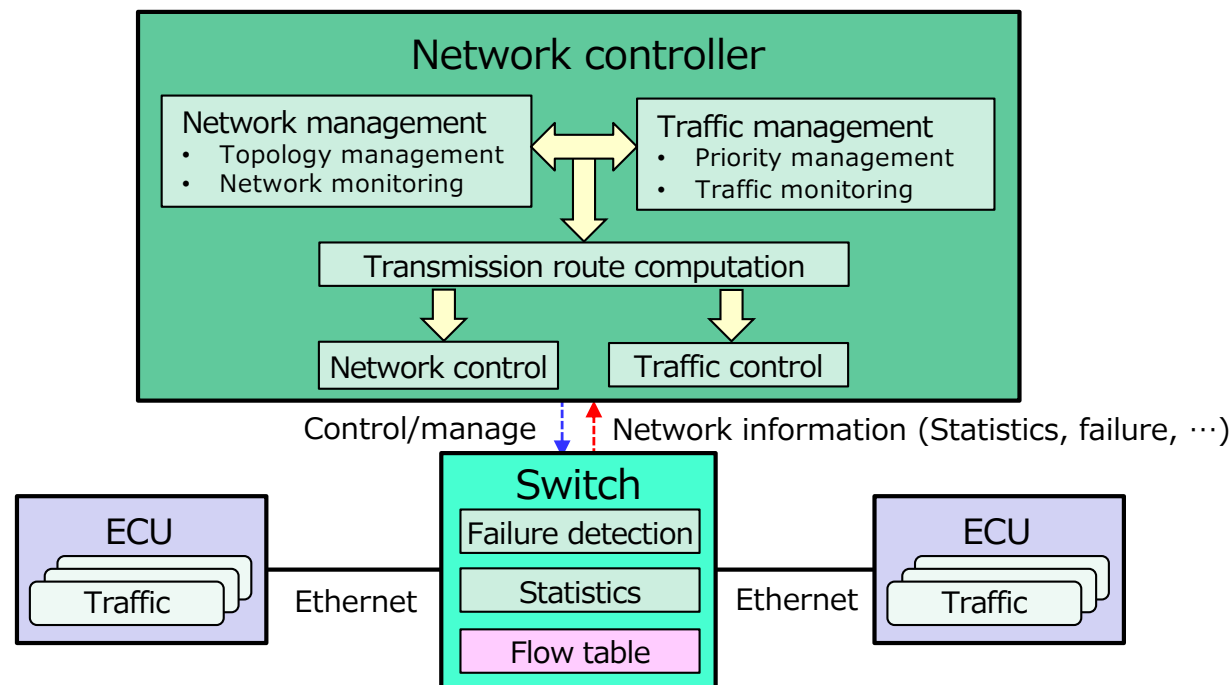 Network controller
Network management
• Topology management
• Network monitoring
Traffic management
• Priority management
• Traffic monitoring
Transmission route computation
Network control
Traffic control
Control/manage
Network information (Statistics, failure, …)
Switch
Failure detection
Statistics
Flow table
ECU
Traffic
Ethernet
Ethernet
ECU
Traffic